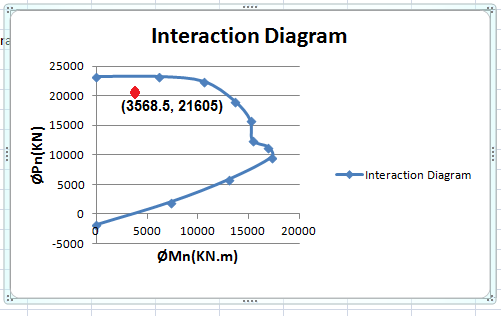 ra
Interaction Diagram
25000
20000
15000
10000
5000
0
-5000
(3568.5, 21605)
0 5000 10000 15000 20000
ØPn(KN)
ØMn(KN.m)
Interaction Diagram